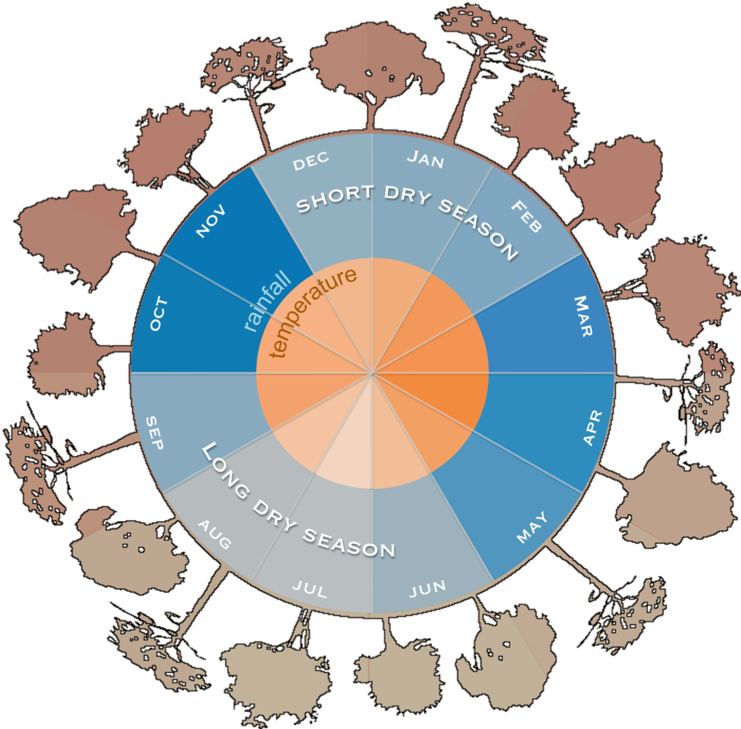 DEC
JAN
FEB
MAR
APR
MAY
JUN
JUL
AUG
SEP
OCT
NOV
SHORT DRY SEASON
LONG DRY SEASON
rainfall
temperature